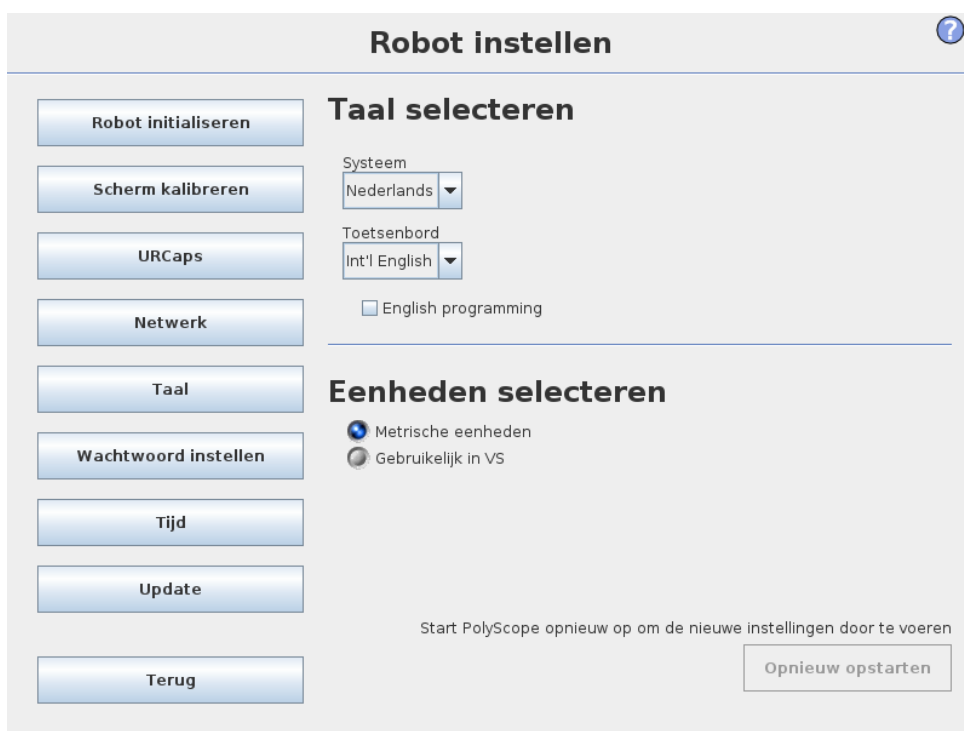 Robot instellen
?
Robot initialiseren
Scherm kalibreren
URCaps
Netwerk
Taal
Wachtwoord instellen
Tijd
Update
Terug
Taal selecteren
Systeem
Nederlands
Toetsenbord
Int'l English
English programming
Eenheden selecteren
Metrische eenheden
Gebruikelijk in VS
Start PolyScope opnieuw op om de nieuwe instellingen door te voeren
Opnieuw opstarten